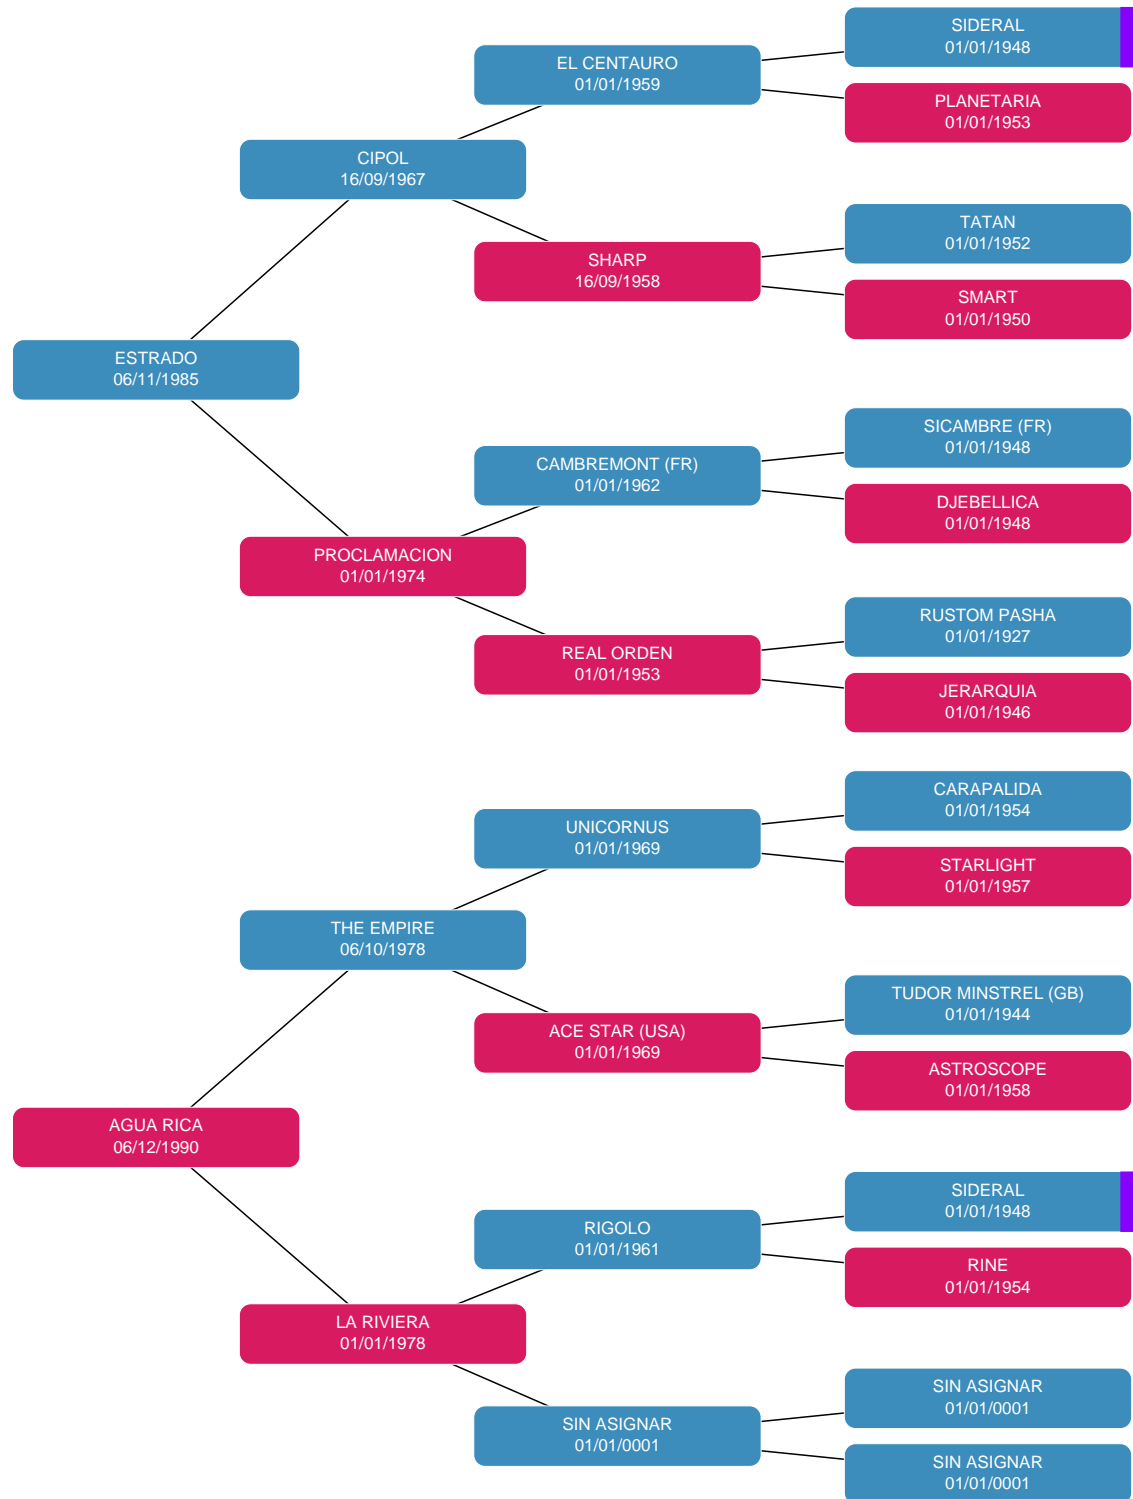 SIDERAL
01/01/1948
EL CENTAURO
01/01/1959
PLANETARIA
01/01/1953
CIPOL
16/09/1967
TATAN
01/01/1952
SHARP
16/09/1958
SMART
01/01/1950
ESTRADO
06/11/1985
SICAMBRE (FR)
01/01/1948
CAMBREMONT (FR)
01/01/1962
DJEBELLICA
01/01/1948
PROCLAMACION
01/01/1974
RUSTOM PASHA
01/01/1927
REAL ORDEN
01/01/1953
JERARQUIA
01/01/1946
CARAPALIDA
01/01/1954
UNICORNUS
01/01/1969
STARLIGHT
01/01/1957
THE EMPIRE
06/10/1978
TUDOR MINSTREL (GB)
01/01/1944
ACE STAR (USA)
01/01/1969
ASTROSCOPE
01/01/1958
AGUA RICA
06/12/1990
SIDERAL
01/01/1948
RIGOLO
01/01/1961
RINE
01/01/1954
LA RIVIERA
01/01/1978
SIN ASIGNAR
01/01/0001
SIN ASIGNAR
01/01/0001
SIN ASIGNAR
01/01/0001